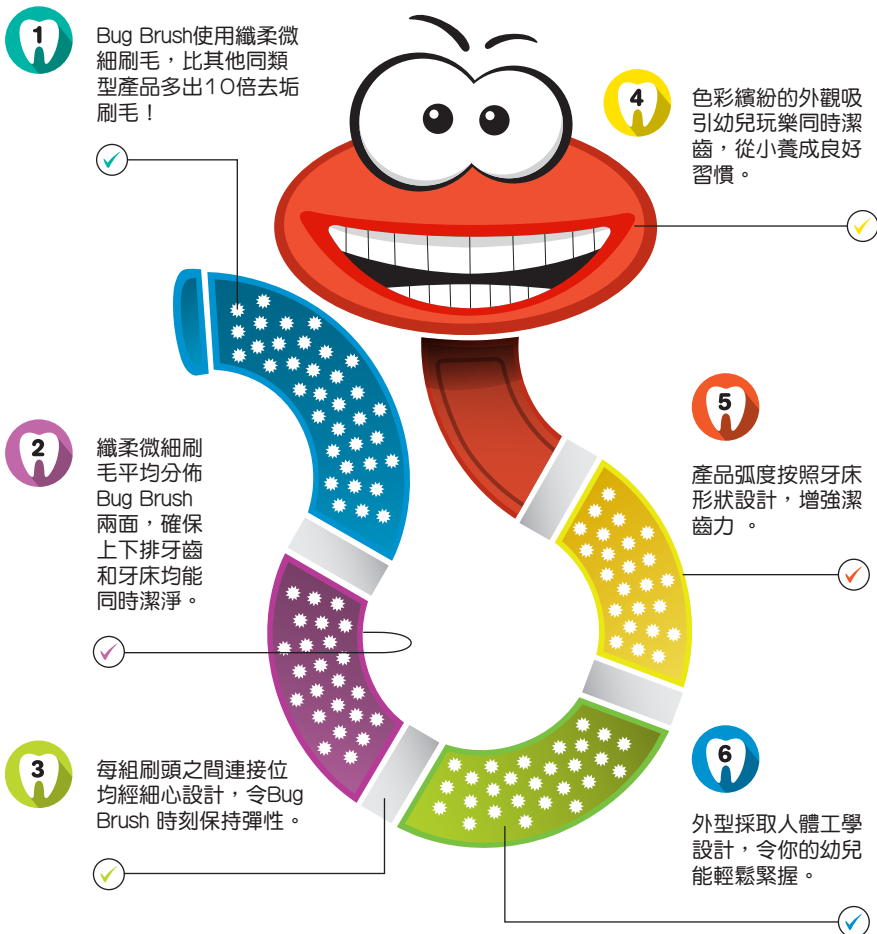 1
Bug Brush使用纖柔微
細刷毛，比其他同類
型產品多出10倍去垢
刷毛！
2
纖柔微細刷
毛平均分佈
Bug Brush
兩面，確保
上下排牙齒
和牙床均能
同時潔淨。
3
每組刷頭之間連接位
均經細心設計，令Bug
Brush 時刻保持彈性。
4
色彩繽紛的外觀吸
引幼兒玩樂同時潔
齒，從小養成良好
習慣。
5
產品弧度按照牙床
形狀設計，增強潔
齒力 。
6
外型採取人體工學
設計，令你的幼兒
能輕鬆緊握。